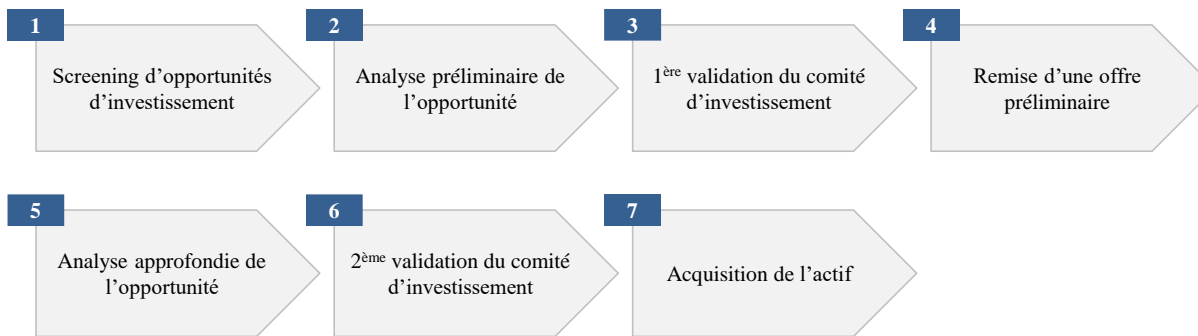 1
Screening d’opportunités
d’investissement
2
Analyse préliminaire de
l’opportunité
3
1ère validation du comité
d’investissement
4
Remise d’une offre
préliminaire
5
Analyse approfondie de
l’opportunité
6
2ème validation du comité
d’investissement
7
Acquisition de l’actif